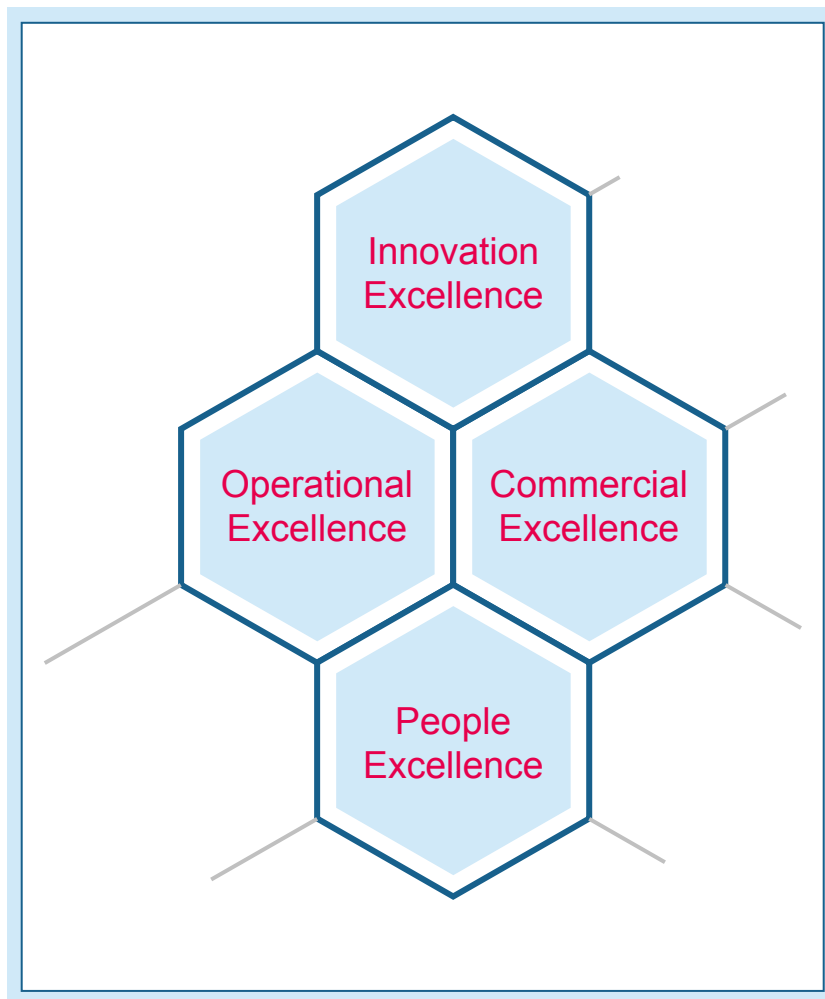 Innovation
Excellence
Operational
Excellence
Commercial
Excellence
People
Excellence